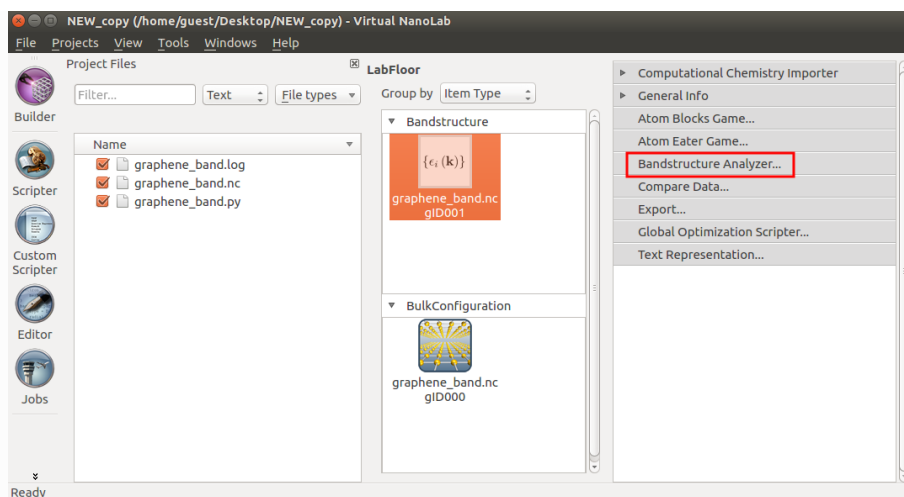 NEW_copy (/home/guest/Desktop/NEW_copy) - Virtual NanoLab
File Projects View Tools Windows Help
Project Files
Filter...
Text
File types
Name
graphene_band.log
graphene_band.nc
graphene_band.py
Builder
Scripter
Custom
Scripter
Editor
Jobs
LabFloor
Group by Item Type
Bandstructure
{ϵᵢ (k)}
graphene_band.nc
gID001
BulkConfiguration
graphene_band.nc
gID000
Computational Chemistry Importer
General Info
Atom Blocks Game...
Atom Eater Game...
Bandstructure Analyzer...
Compare Data...
Export...
Global Optimization Scripter...
Text Representation...
Ready